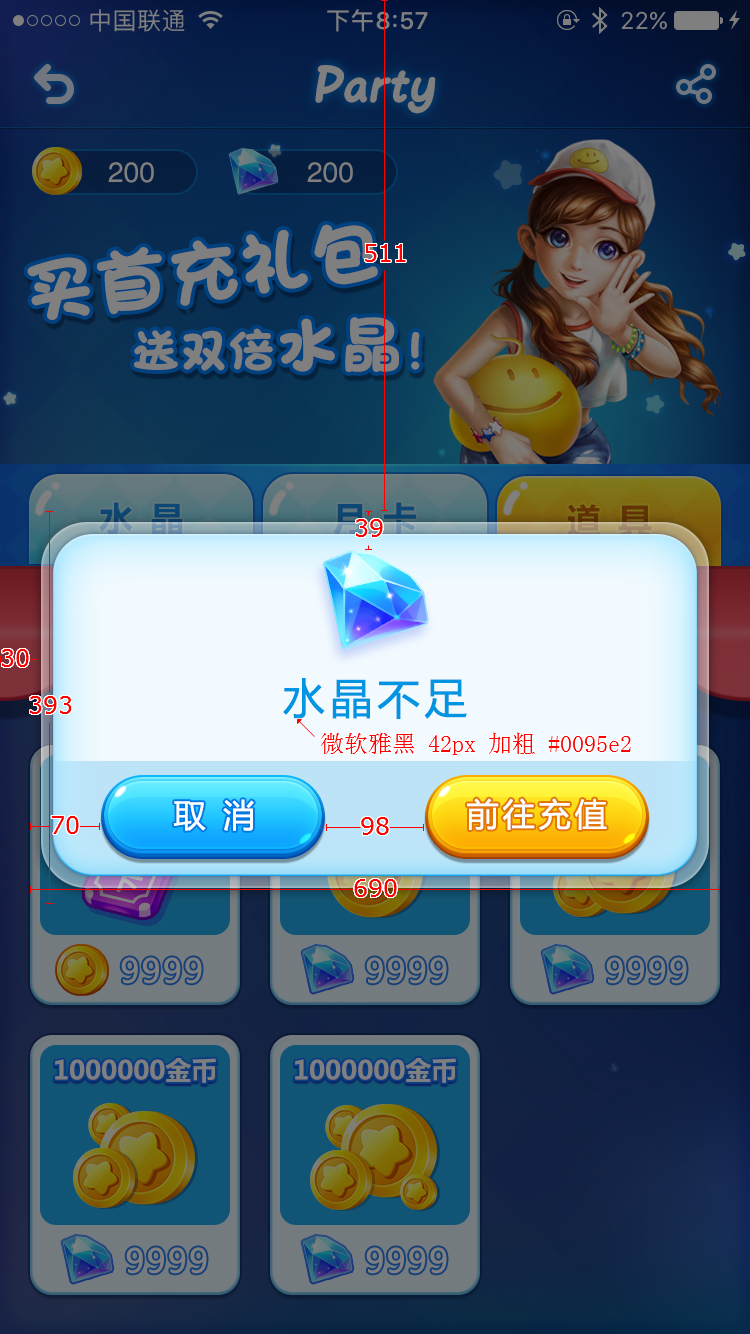 中国联通 下午8:57 22%
Party
200 200
买首充礼包
511
送双倍水晶!
水晶 月卡 道具
39
30
393
水晶不足
微软雅黑 42px 加粗 #0095e2
取消 前往充值
70 98
690
9999 9999 9999
1000000金币 1000000金币
9999 9999